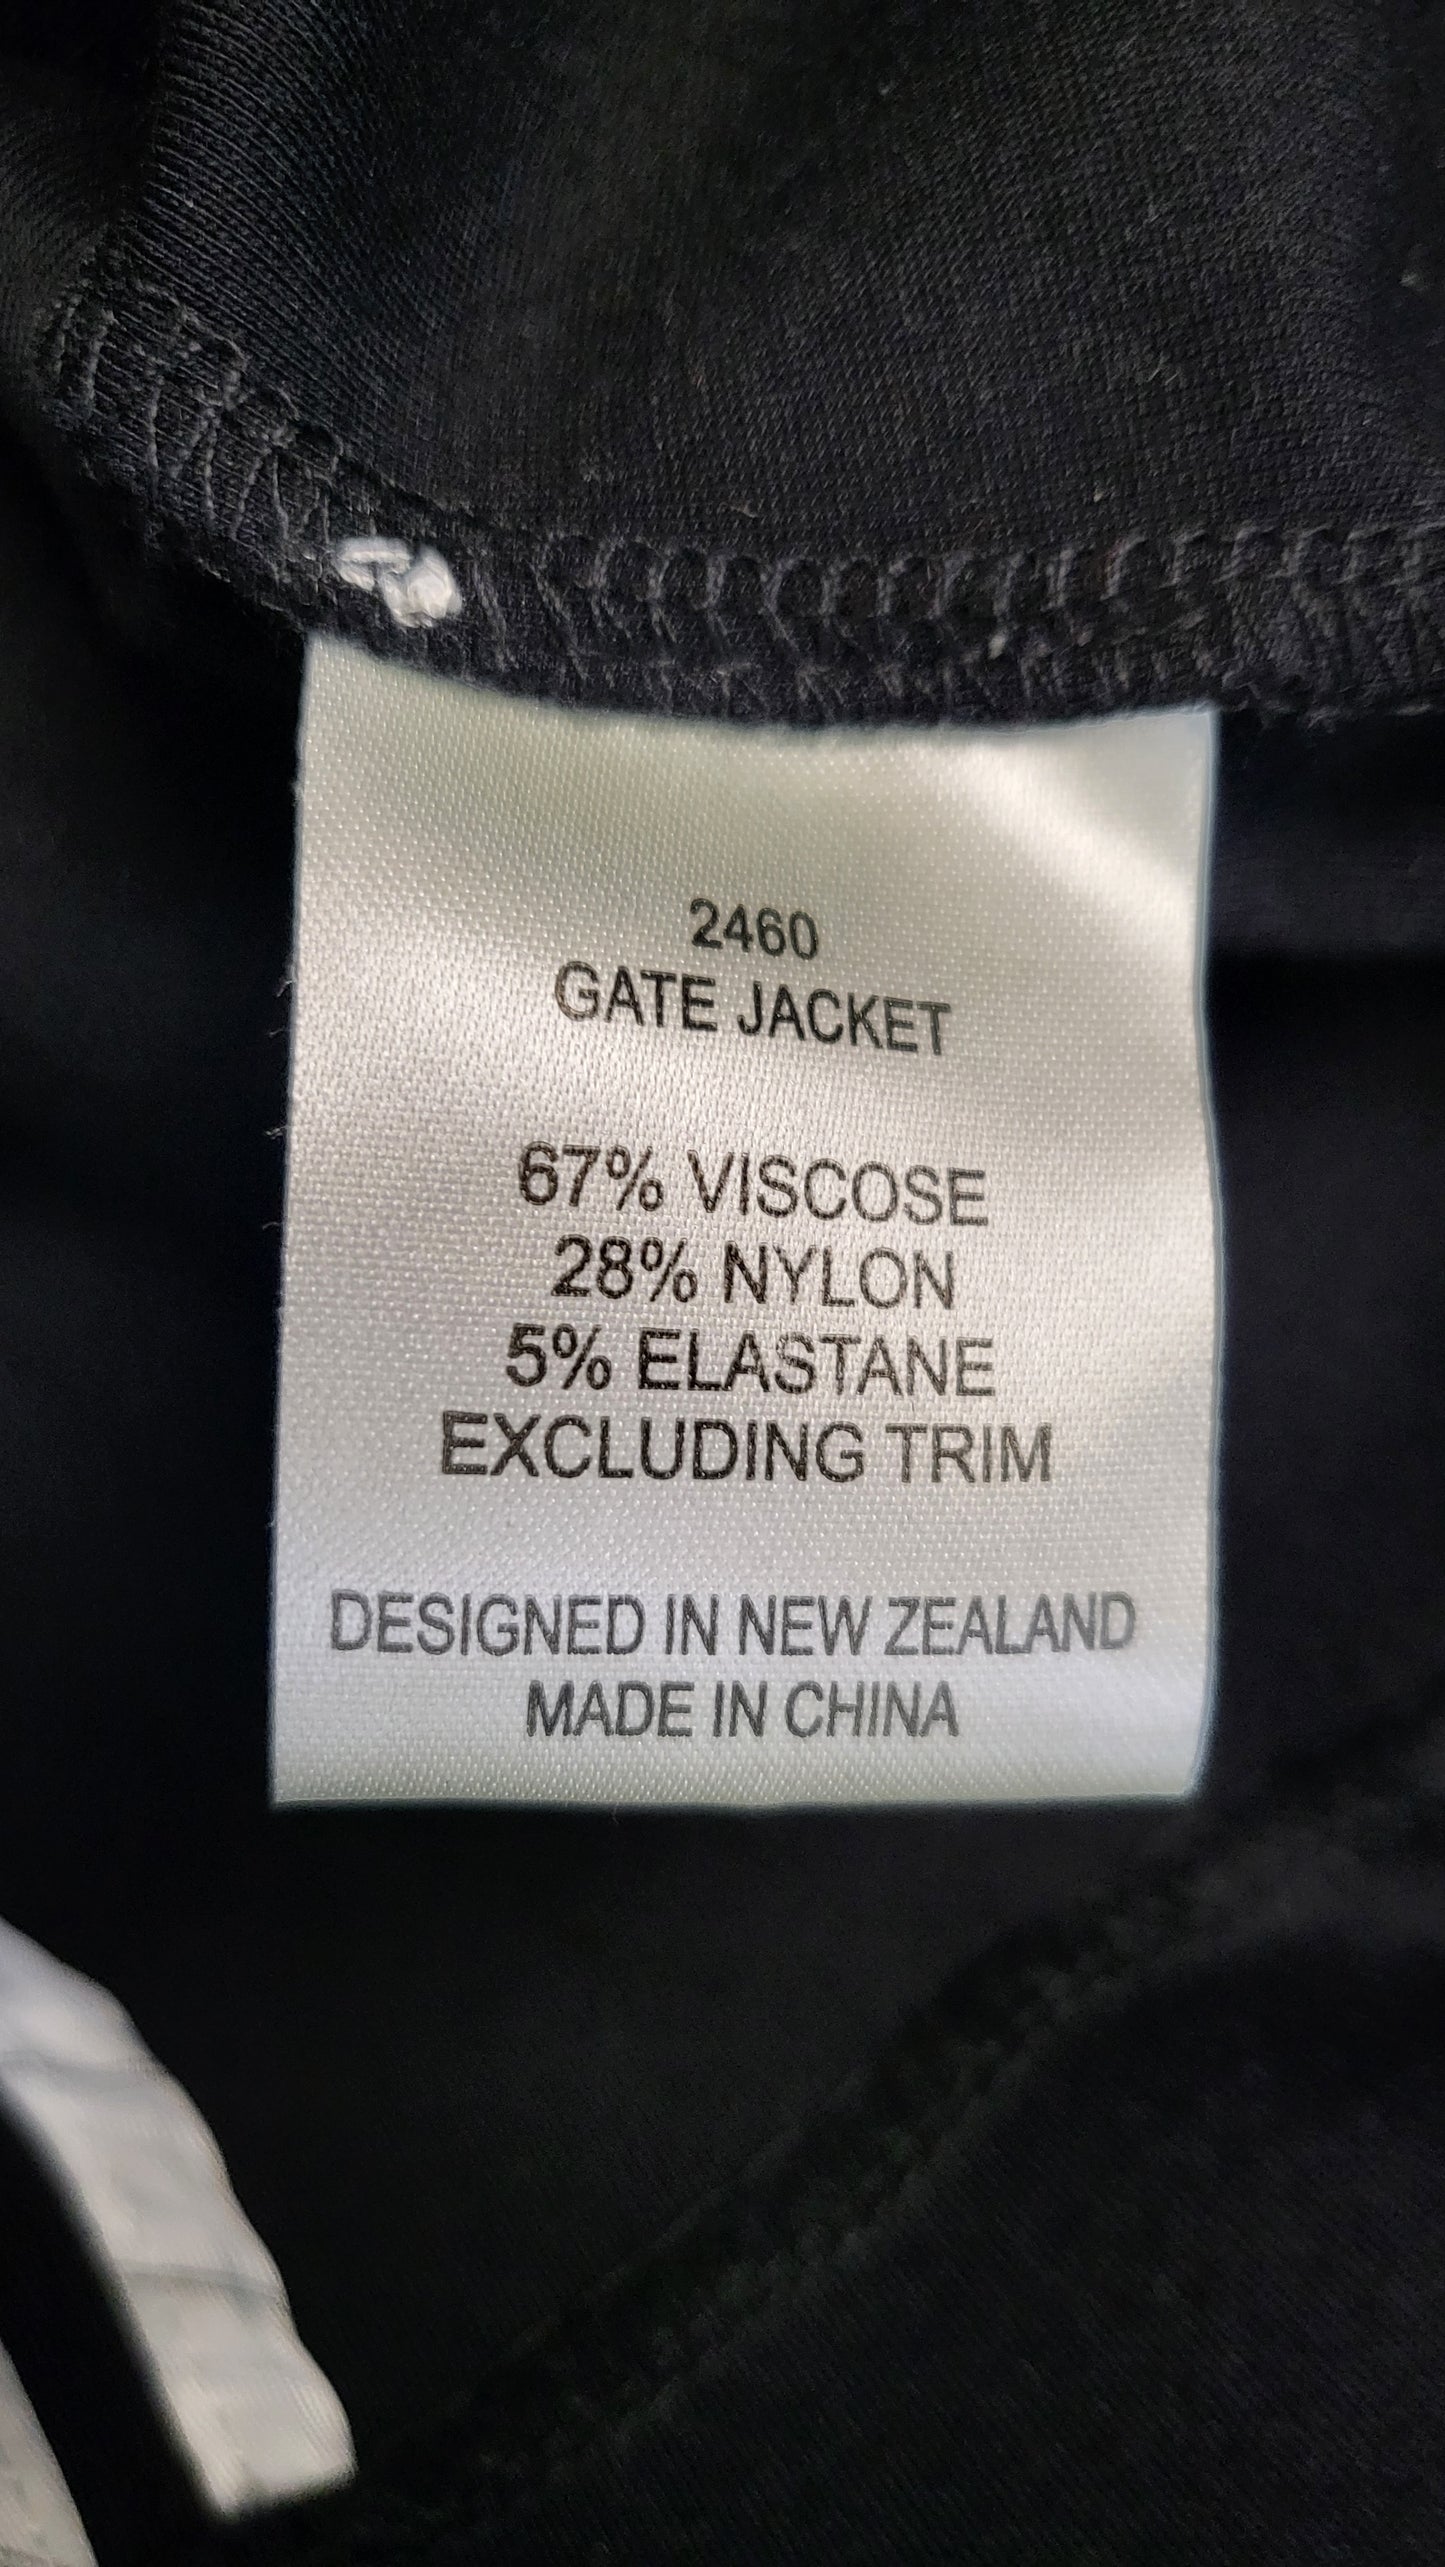 2460
GATE JACKET
67% VISCOSE
28% NYLON
5% ELASTANE
EXCLUDING TRIM
DESIGNED IN NEW ZEALAND
MADE IN CHINA